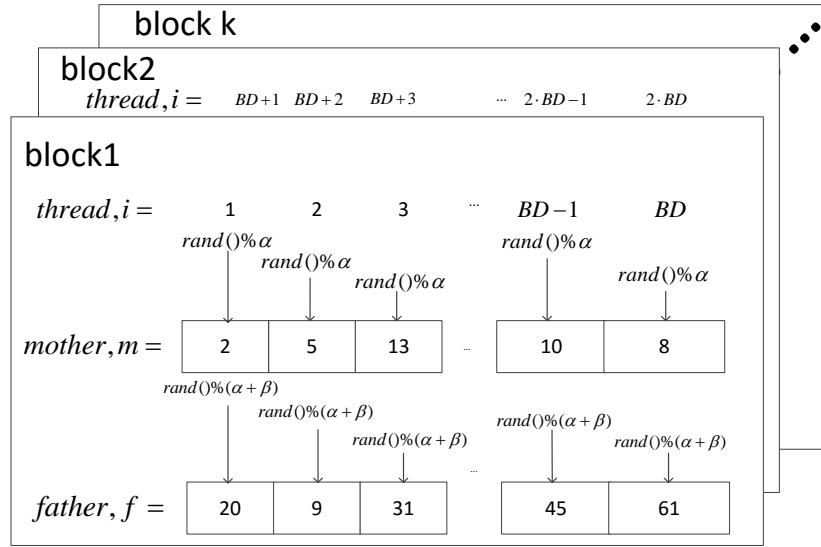 block k
block2
thread,i = BD+1 BD+2 BD+3 ... 2·BD−1 2·BD
block1
thread,i = 1 2 3 ... BD−1 BD
rand()%α rand()%α rand()%α rand()%α rand()%α
mother,m = 2 5 13 ... 10 8
rand()%(α+β) rand()%(α+β) rand()%(α+β) ... rand()%(α+β) rand()%(α+β)
father, f = 20 9 31 45 61